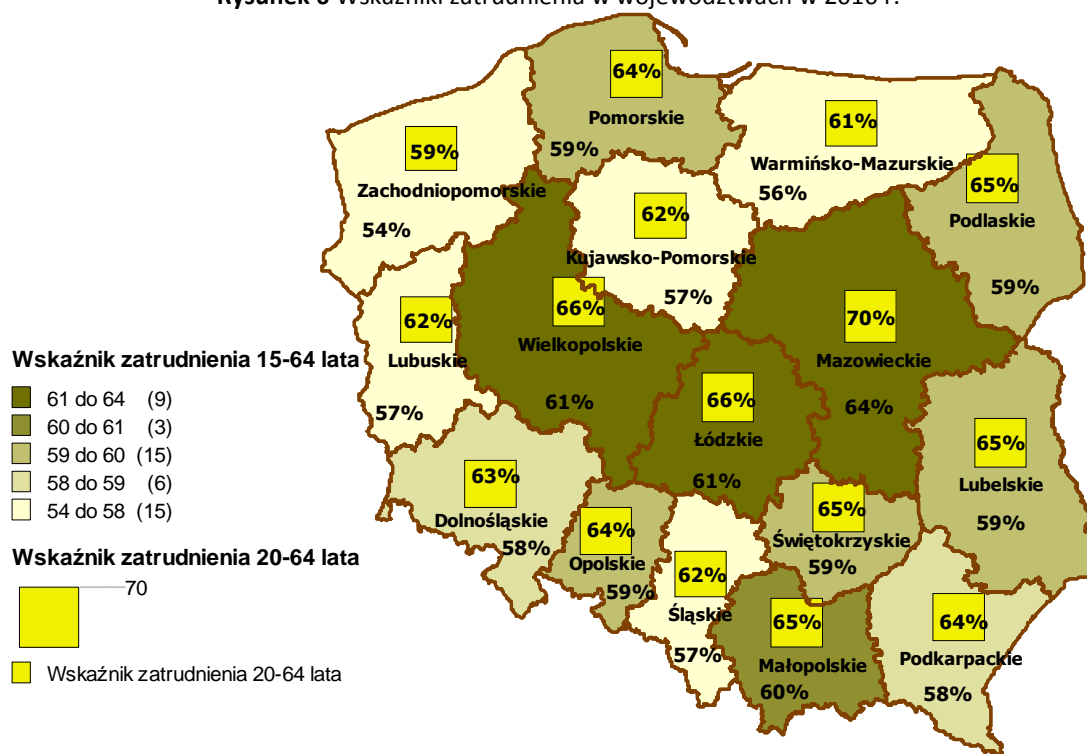 Rysunek 6 Wskaźniki zatrudnienia w województwach w 2010 r.
64%
Pomorskie
59%
61%
Warmińsko-Mazurskie
56%
59%
Zachodniopomorskie
54%
65%
Podlaskie
59%
62%
Kujawsko-Pomorskie
57%
62%
Lubuskie
57%
66%
Wielkopolskie
61%
70%
Mazowieckie
64%
66%
Łódzkie
61%
65%
Lubelskie
59%
63%
Dolnośląskie
58%
64%
Opolskie
59%
62%
Śląskie
57%
65%
Świętokrzyskie
59%
65%
Małopolskie
60%
64%
Podkarpackie
58%
Wskaźnik zatrudnienia 15-64 lata
61 do 64 (9)
60 do 61 (3)
59 do 60 (15)
58 do 59 (6)
54 do 58 (15)
Wskaźnik zatrudnienia 20-64 lata
70
Wskaźnik zatrudnienia 20-64 lata